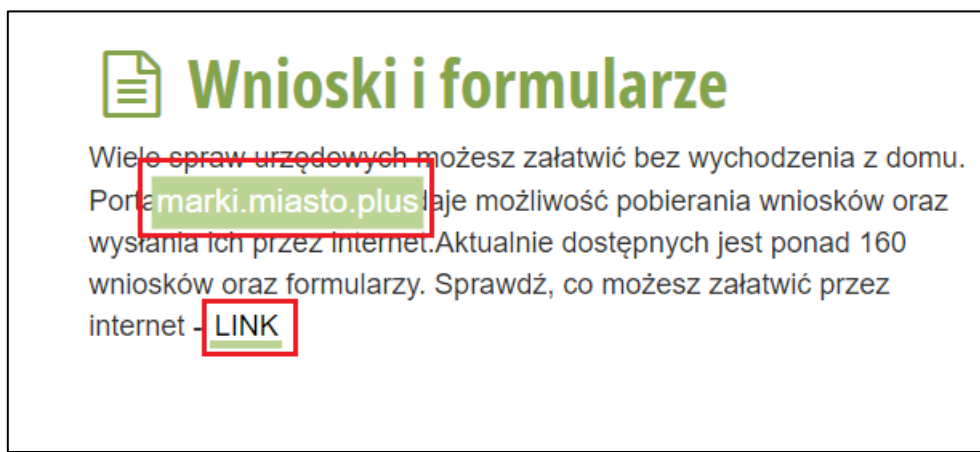 Wnioski i formularze
Wiele spraw urzędowych możesz załatwić bez wychodzenia z domu.
Porta marki.miasto.plus daje możliwość pobierania wniosków oraz
wysłania ich przez internet.Aktualnie dostępnych jest ponad 160
wniosków oraz formularzy. Sprawdź, co możesz załatwić przez
internet - LINK